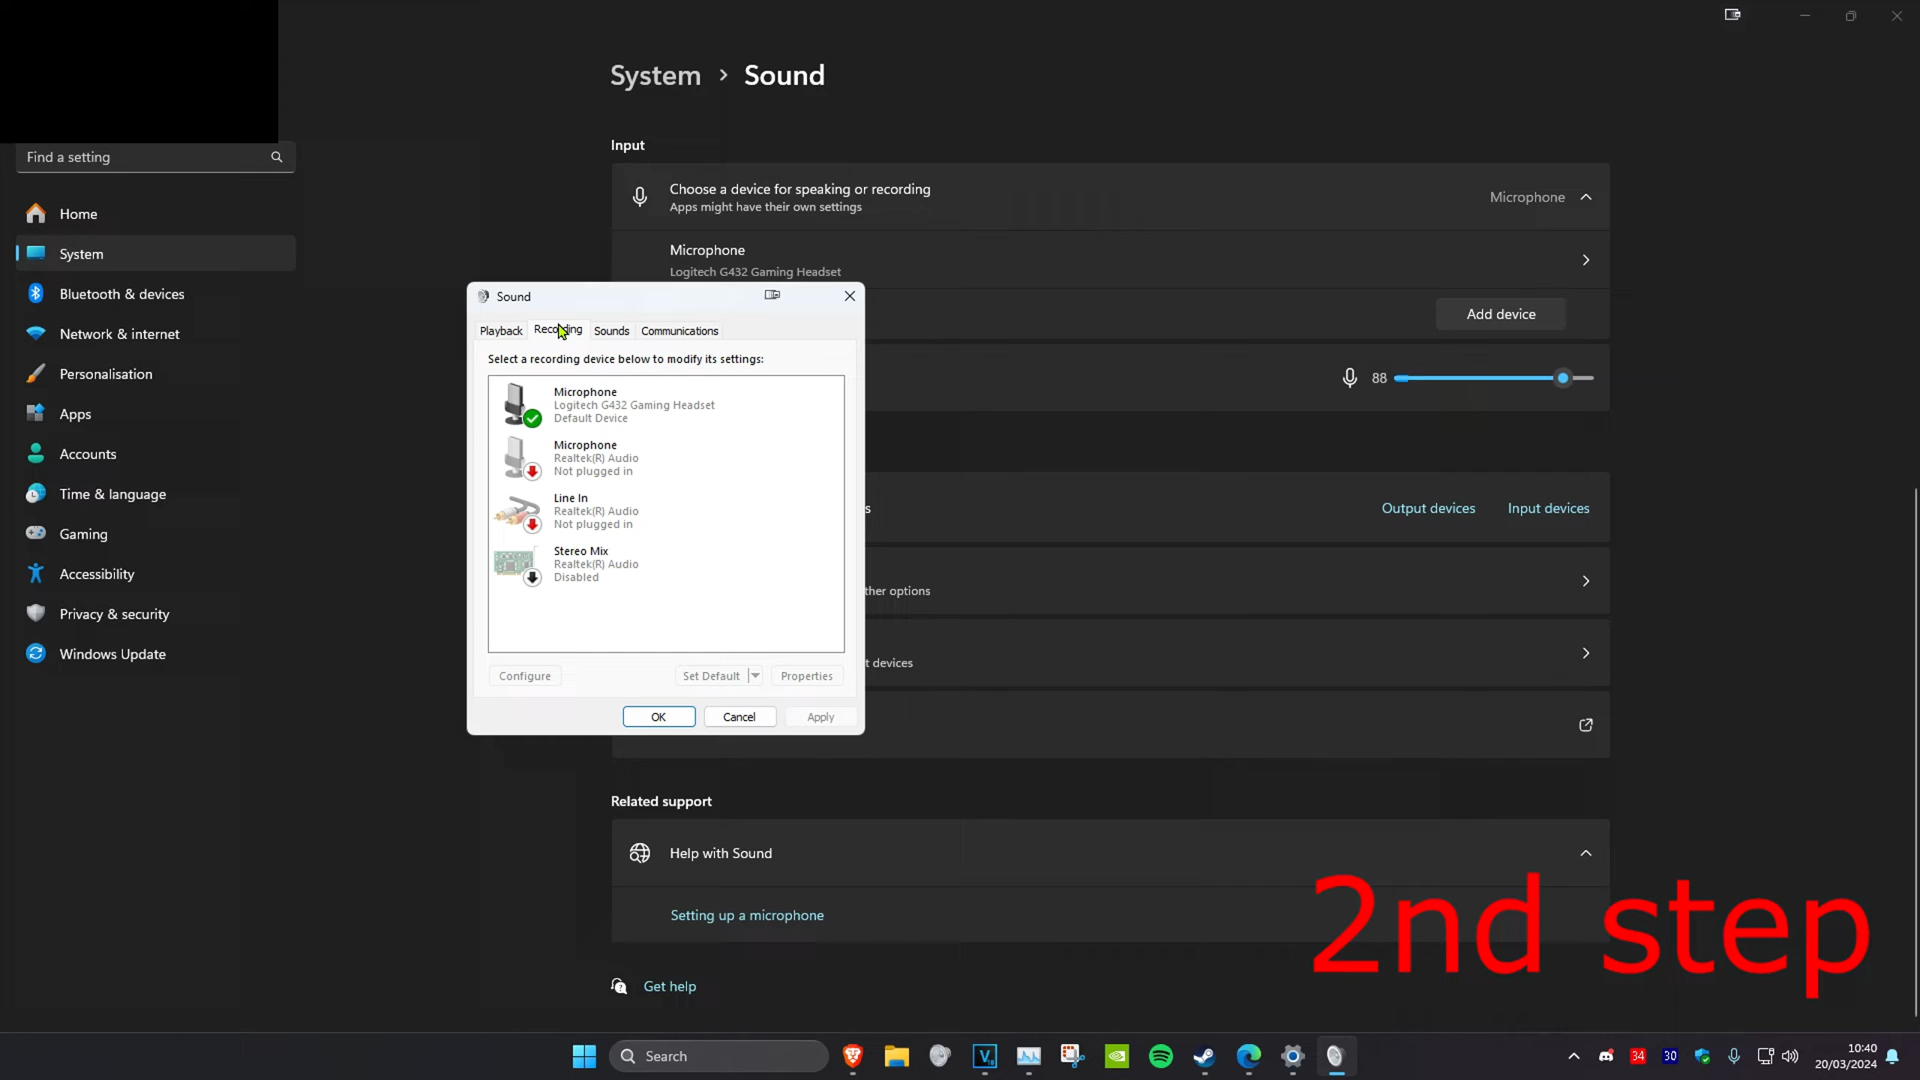 System > Sound
Find a setting
Home
System
Bluetooth & devices
Network & internet
Personalisation
Apps
Accounts
Time & language
Gaming
Accessibility
Privacy & security
Windows Update
Input
Choose a device for speaking or recording
Apps might have their own settings
Microphone
Microphone
Logitech G432 Gaming Headset
Add device
88
Sound
Playback
Recording
Sounds
Communications
Select a recording device below to modify its settings:
Microphone
Logitech G432 Gaming Headset
Default Device
Microphone
Realtek(R) Audio
Not plugged in
Line In
Realtek(R) Audio
Not plugged in
Stereo Mix
Realtek(R) Audio
Disabled
Configure
Set Default
Properties
OK
Cancel
Apply
s
Output devices
Input devices
ther options
t devices
Related support
Help with Sound
Setting up a microphone
Get help
2nd step
Search
34
30
10:40
20/03/2024